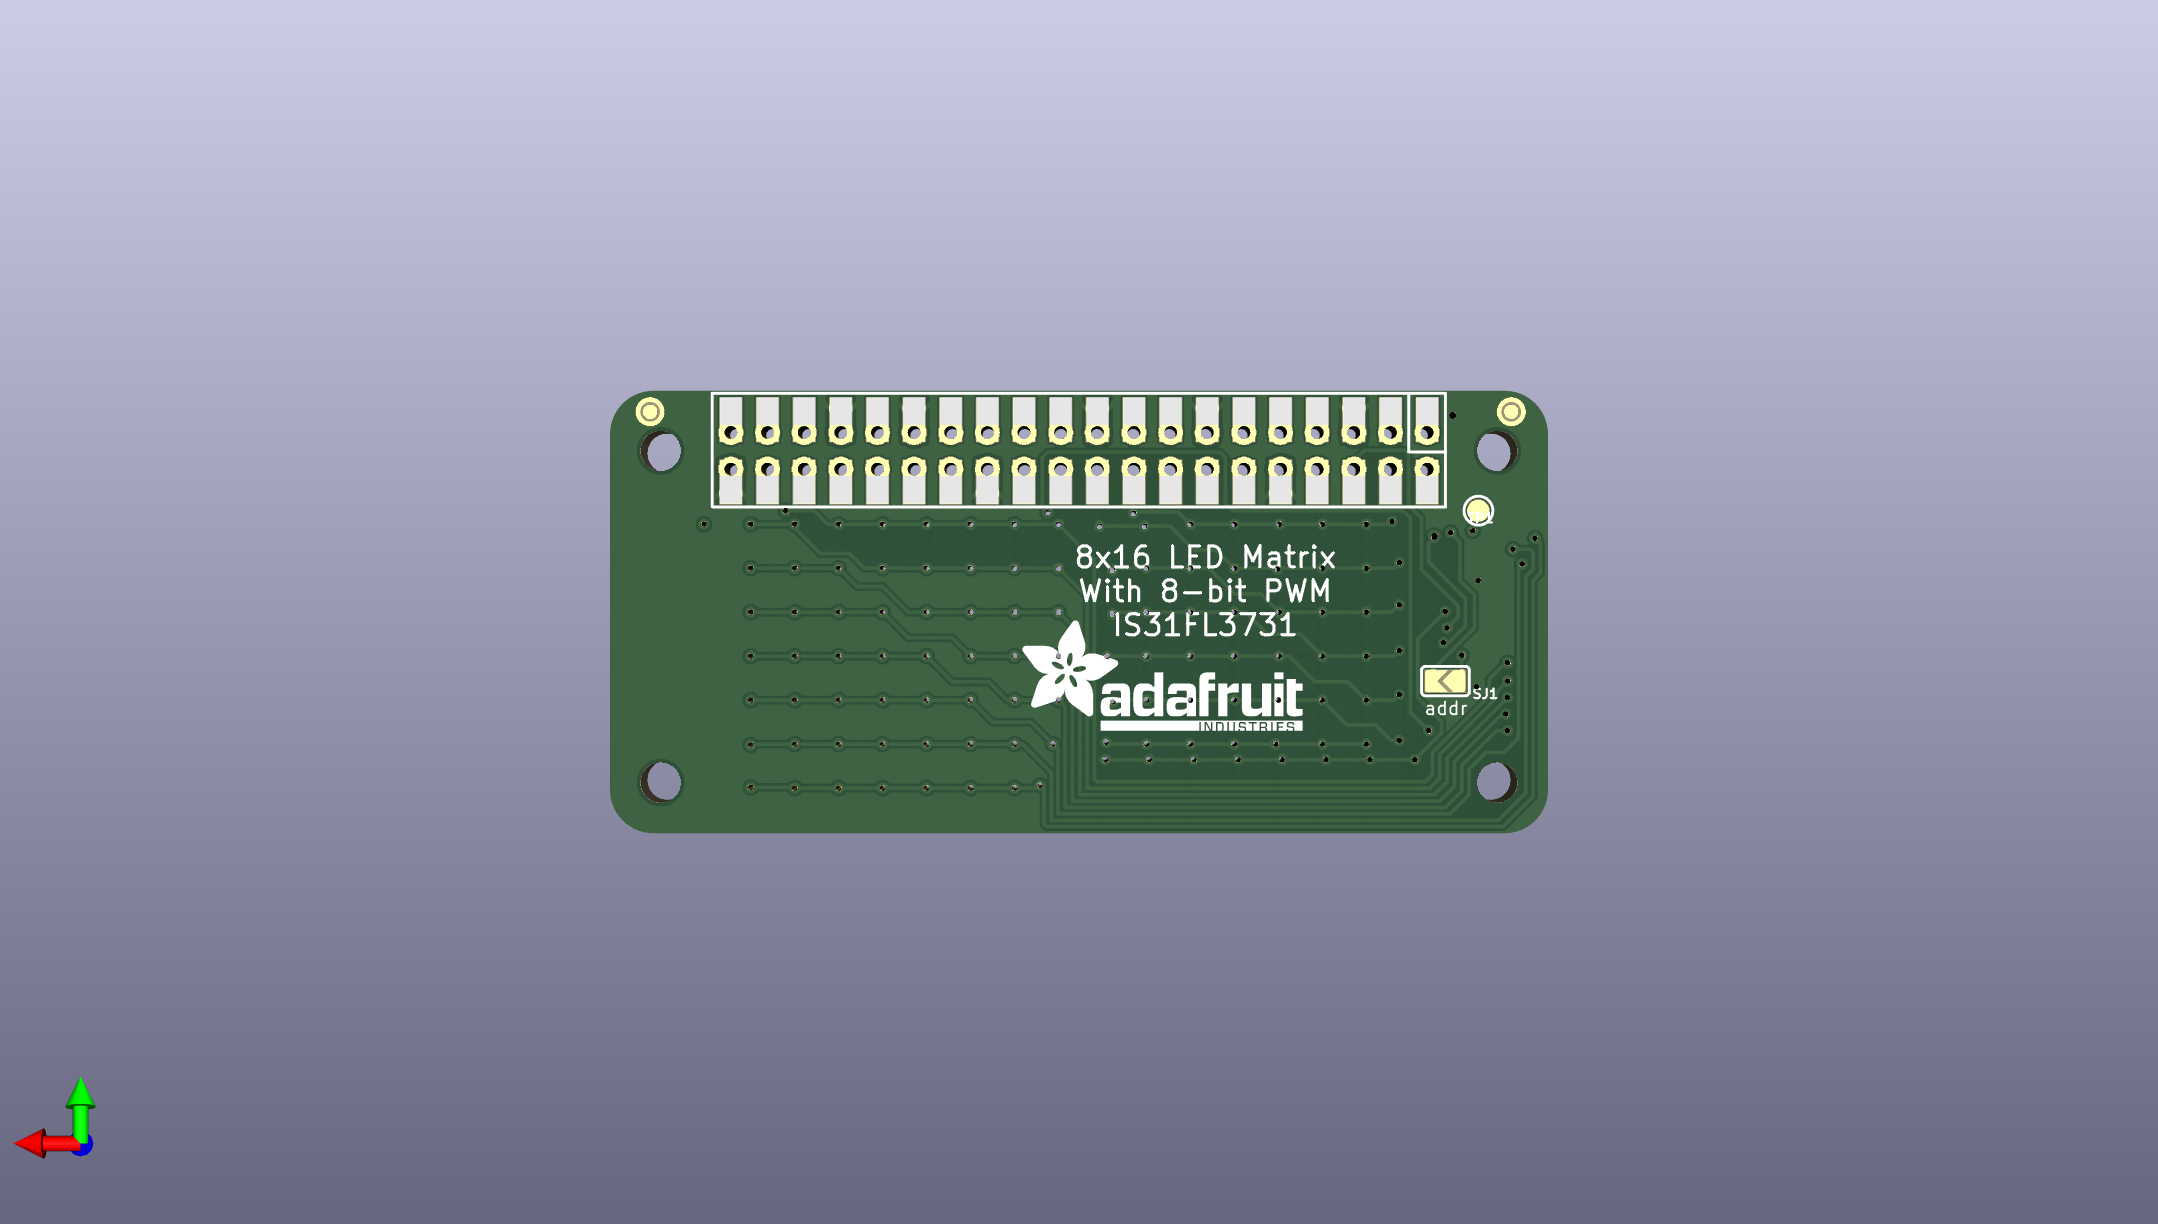 8x16 LED Matrix
With 8-bit PWM
IS31FL3731
adafruit
INDUSTRIES
SJ1
addr